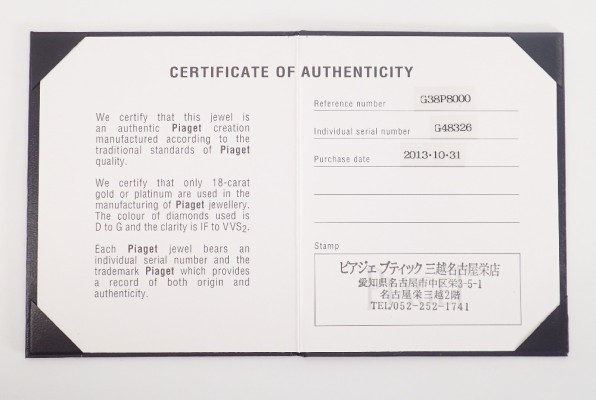 CERTIFICATE OF AUTHENTICITY
We certify that this jewel is
an authentic Piaget creation
manufactured according to the
traditional standards of Piaget
quality.
We certify that only 18-carat
gold or platinum are used in the
manufacturing of Piaget jewellery.
The colour of diamonds used is
D to G and the clarity is IF to VVS₂.
Each Piaget jewel bears an
individual serial number and the
trademark Piaget which provides
a record of both origin and
authenticity.
Reference number G38P8000
Individual serial number G48326
Purchase date 2013・10・31
Stamp
ピアジェ ブティック 三越名古屋栄店
愛知県名古屋市中区栄3-5-1
名古屋栄三越2階
TEL/052-252-1741